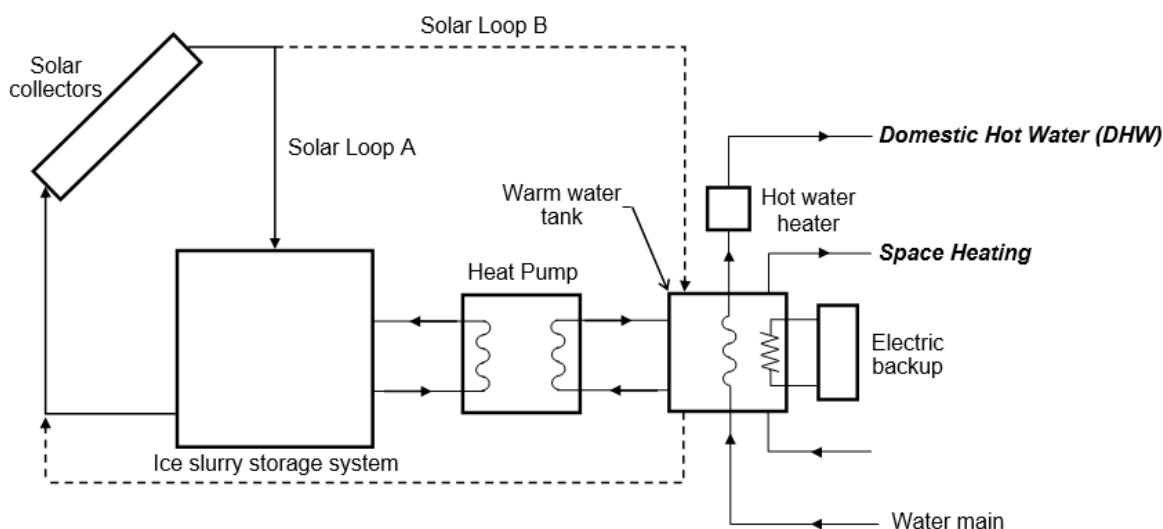 Solar Loop B
Solar
collectors
Solar Loop A
Domestic Hot Water (DHW)
Warm water
tank
Hot water
heater
Space Heating
Heat Pump
Electric
backup
Ice slurry storage system
Water main